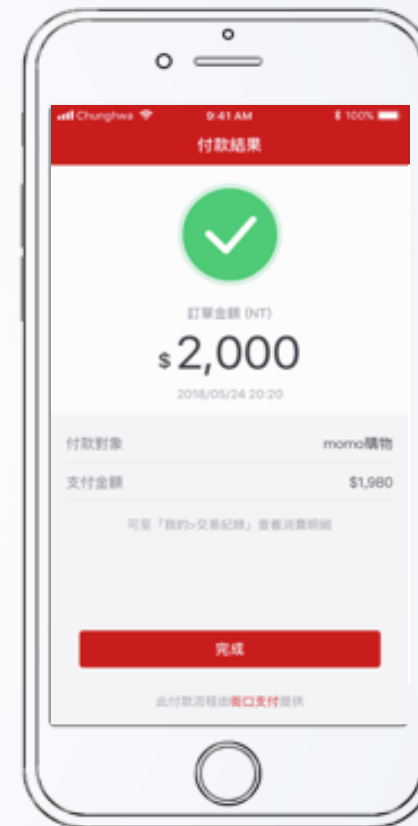 Chunghwa 9:41 AM 100%
付款結果
訂單金額 (NT)
$2,000
2018/05/24 20:20
付款對象 momo購物
支付金額 $1,980
可至「我的>交易紀錄」查看消費明細
完成
此付款流程由街口支付提供